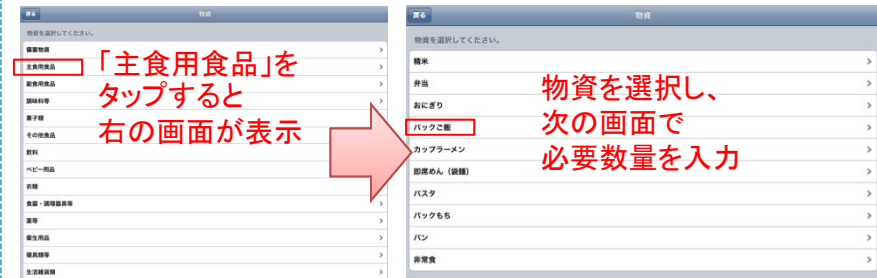 戻る
物資
物資を選択してください。
備蓄物資
主食用食品
副食用食品
調味料等
菓子類
その他食品
飲料
ベビー用品
衣類
食器・調理器具等
薬等
衛生用品
寝具類等
生活雑貨類
「主食用食品」を
タップすると
右の画面が表示
戻る
物資
物資を選択してください。
精米
弁当
おにぎり
パックご飯
カップラーメン
即席めん（袋麺）
パスタ
パックもち
パン
非常食
物資を選択し、
次の画面で
必要数量を入力